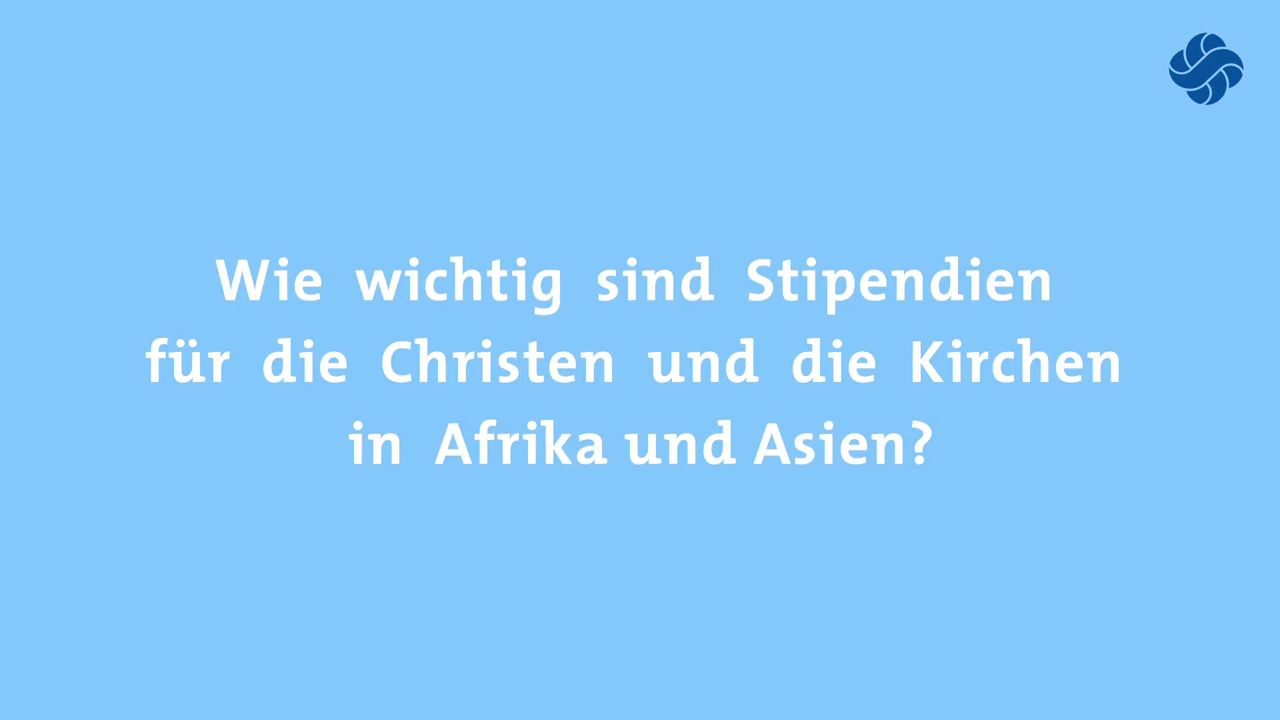 Wie wichtig sind Stipendien
für die Christen und die Kirchen
in Afrika und Asien?